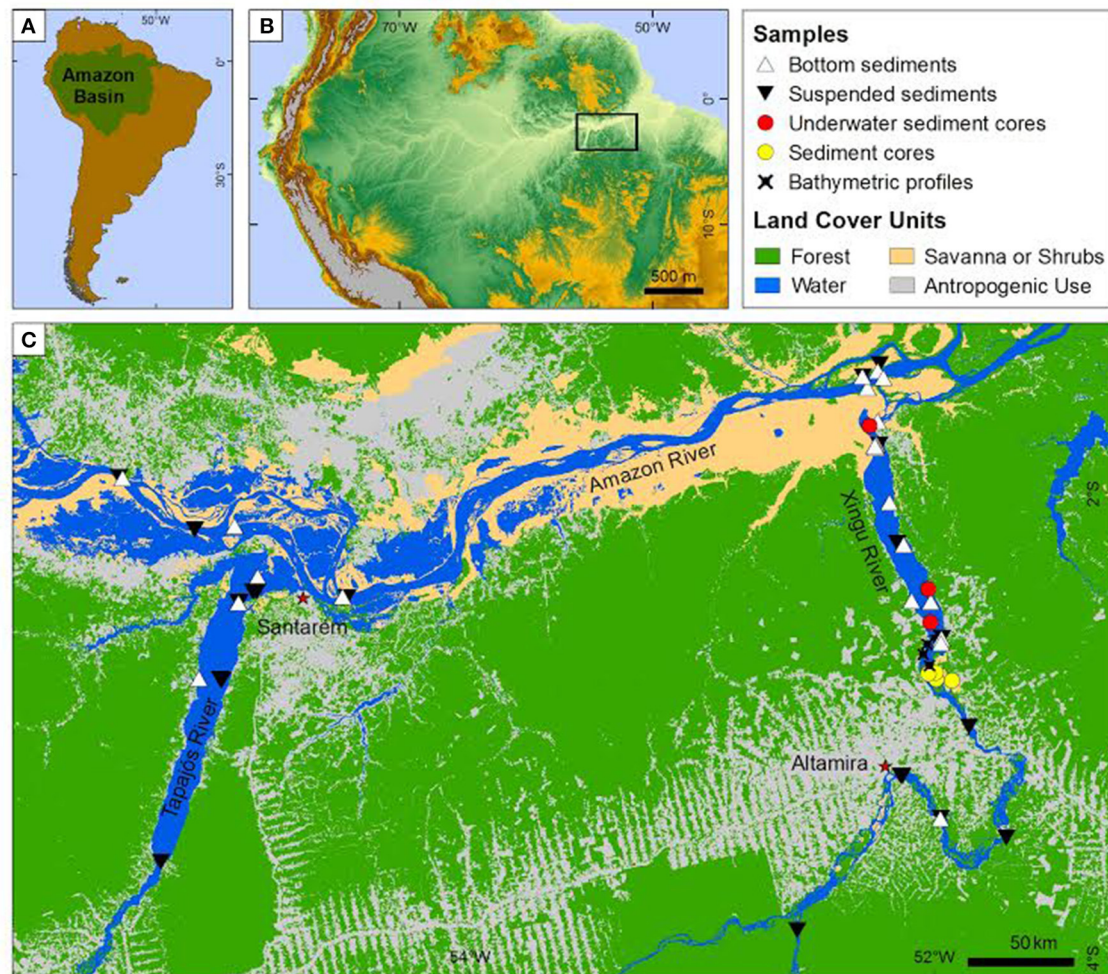 A
50°W
0°
Amazon
Basin
30°S
B
70°W
50°W
0°
10°S
500 m
Samples
Bottom sediments
Suspended sediments
Underwater sediment cores
Sediment cores
Bathymetric profiles
Land Cover Units
Forest
Savanna or Shrubs
Water
Antropogenic Use
C
Amazon River
Xingu River
2°S
Santarém
Tapajós River
Altamira
54°W
52°W
50 km
4°S